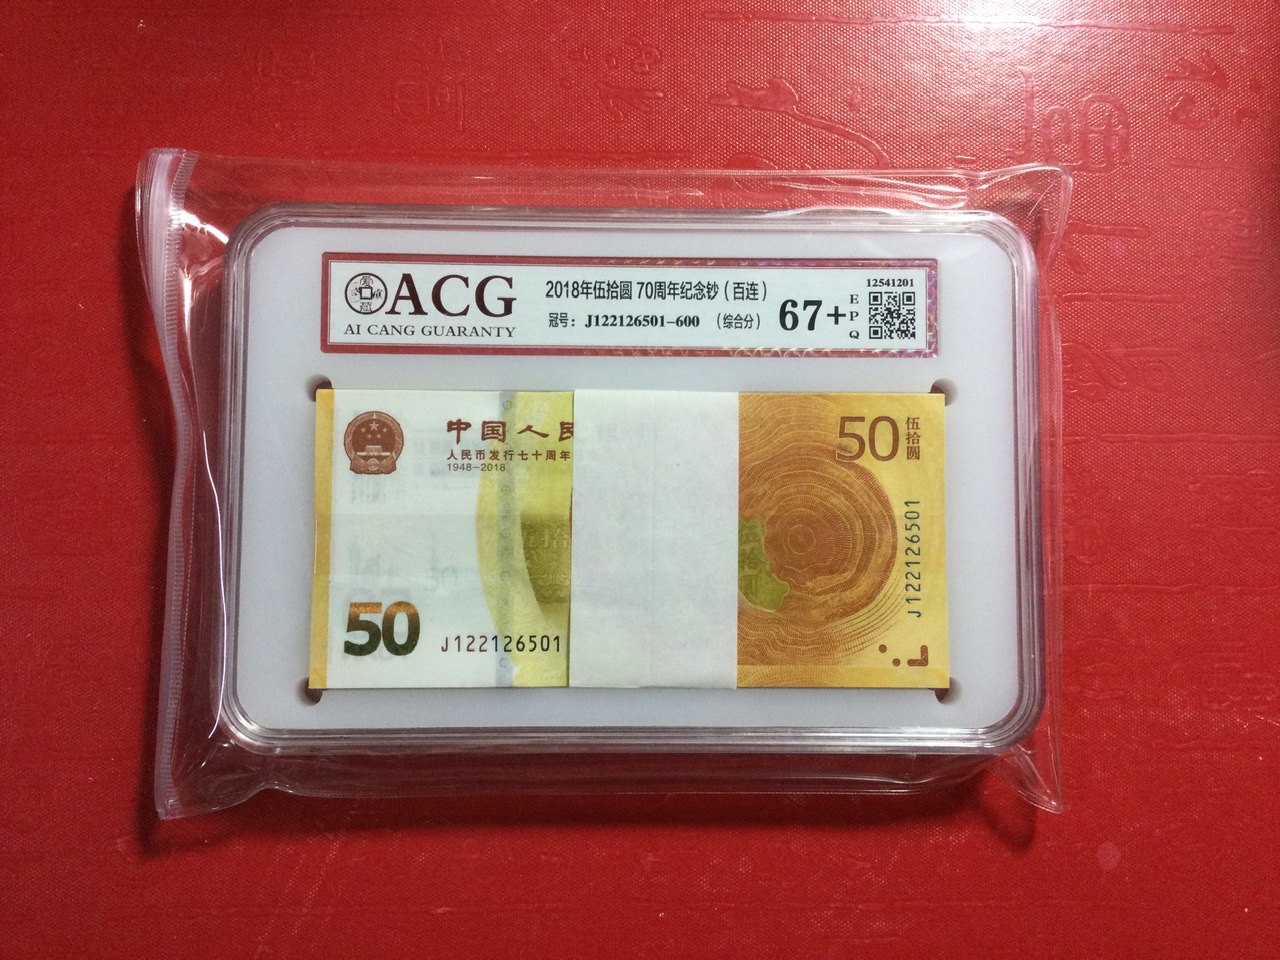 ACG
AI CANG GUARANTY
2018年伍拾圆 70周年纪念钞（百连）
冠号：J122126501-600 （综合分）
67+
EPQ
12541201
中国人民
人民币发行七十周年
1948-2018
50
伍拾圆
J122126501
50
J122126501